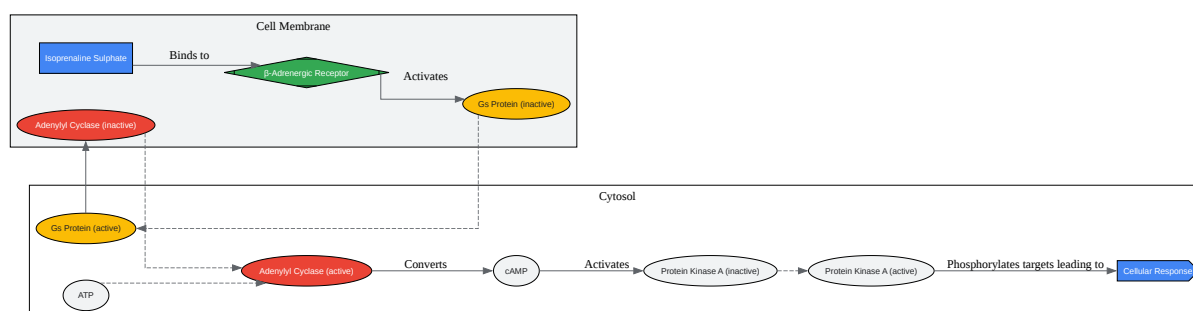 Cell Membrane
Isoprenaline Sulphate
Binds to
β-Adrenergic Receptor
Activates
Gs Protein (inactive)
Adenylyl Cyclase (inactive)
Cytosol
Gs Protein (active)
Adenylyl Cyclase (active)
Converts
cAMP
Activates
Protein Kinase A (inactive)
Protein Kinase A (active)
Phosphorylates targets leading to
Cellular Response
ATP